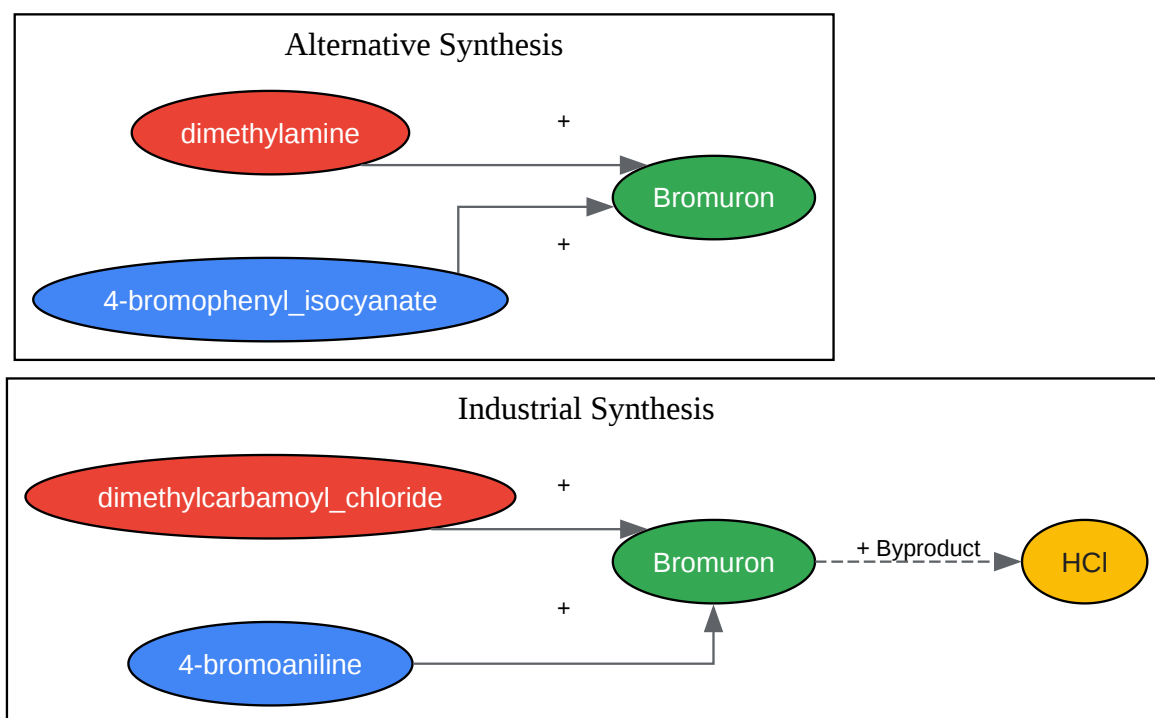 Alternative Synthesis
dimethylamine
+
Bromuron
+
4-bromophenyl_isocyanate
Industrial Synthesis
dimethylcarbamoyl_chloride
+
Bromuron
+ Byproduct
HCl
+
4-bromoaniline